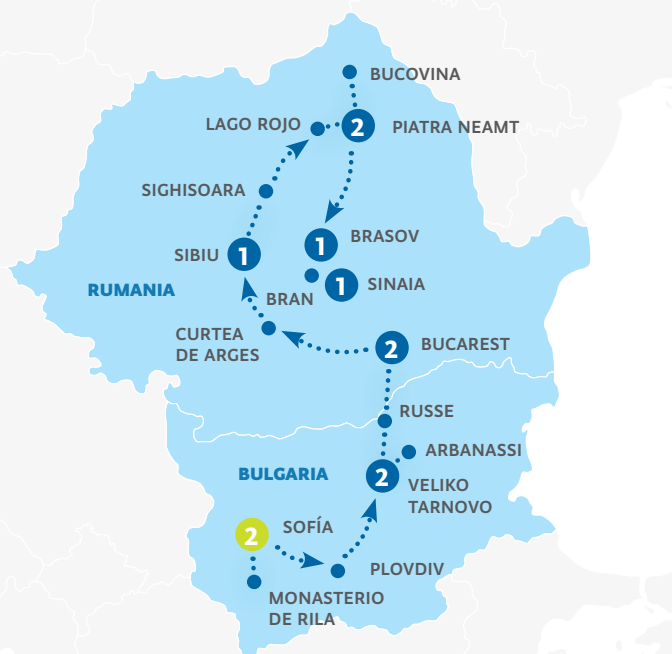 BUCOVINA
LAGO ROJO
2
PIATRA NEAMT
SIGHISOARA
1
BRASOV
SIBIU
1
1
SINAIA
RUMANIA
BRAN
CURTEA
DE ARGES
2
BUCAREST
RUSSE
ARBANASSI
BULGARIA
2
VELIKO
TARNOVO
2
SOFÍA
PLOVDIV
MONASTERIO
DE RILA